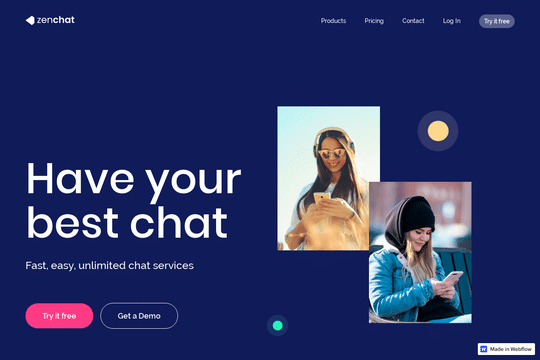 zenchat
Products Pricing Contact Log In Try it free
Have your
best chat
Fast, easy, unlimited chat services
Try it free Get a Demo
Made in Webflow